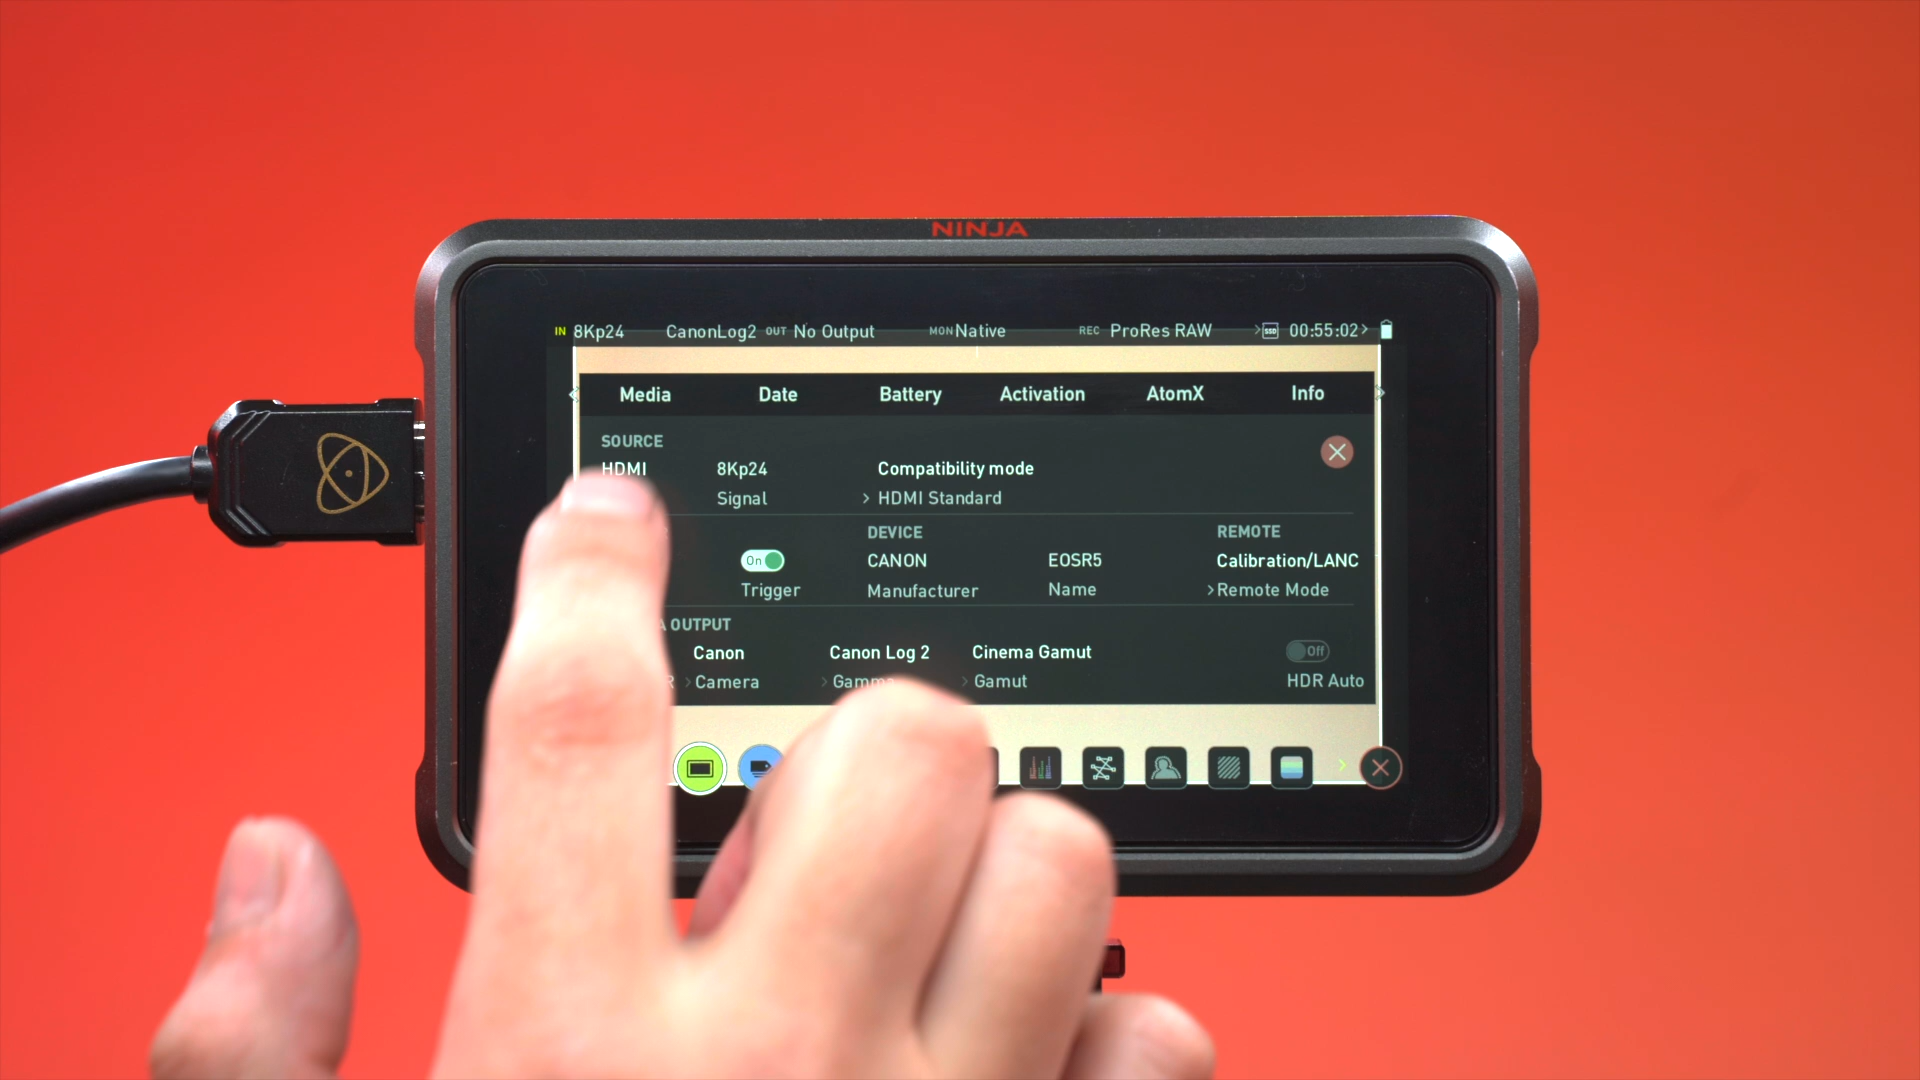 NINJA
IN 8Kp24 CanonLog2 OUT No Output MON Native REC ProRes RAW SSD 00:55:02
Media Date Battery Activation AtomX Info
SOURCE
HDMI 8Kp24 Compatibility mode
Signal HDMI Standard
DEVICE REMOTE
On CANON EOSR5 Calibration/LANC
Trigger Manufacturer Name Remote Mode
OUTPUT
Canon Canon Log 2 Cinema Gamut Off
Camera Gamma Gamut HDR Auto